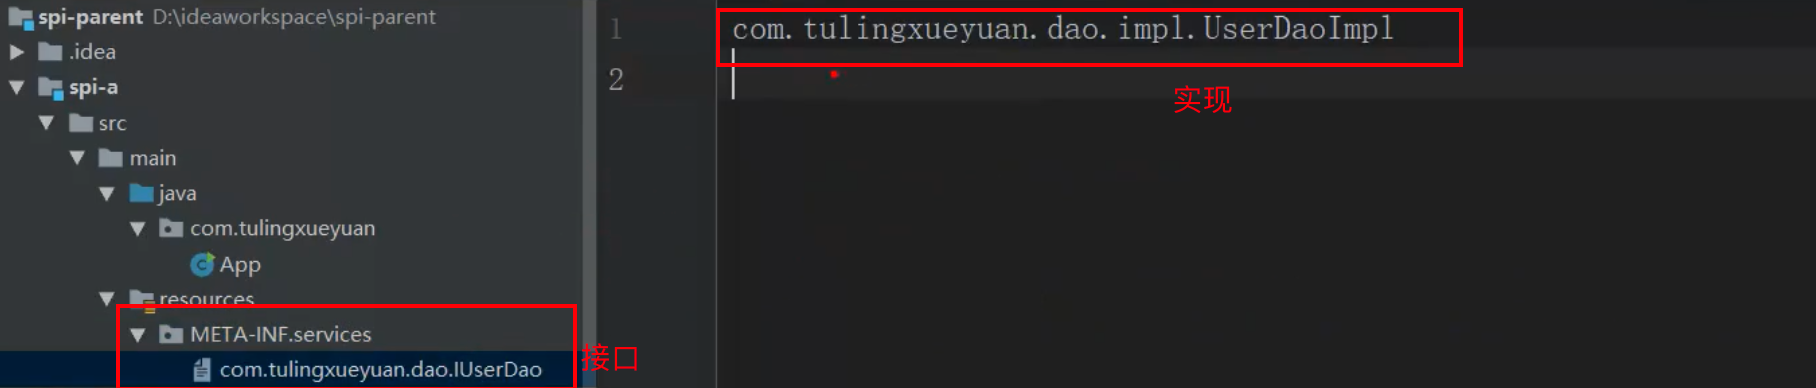 spi-parent D:\ideaworkspace\spi-parent
.idea
spi-a
src
main
java
com.tulingxueyuan
App
resources
META-INF.services
com.tulingxueyuan.dao.IUserDao
接口
1 com.tulingxueyuan.dao.impl.UserDaoImpl
2
实现